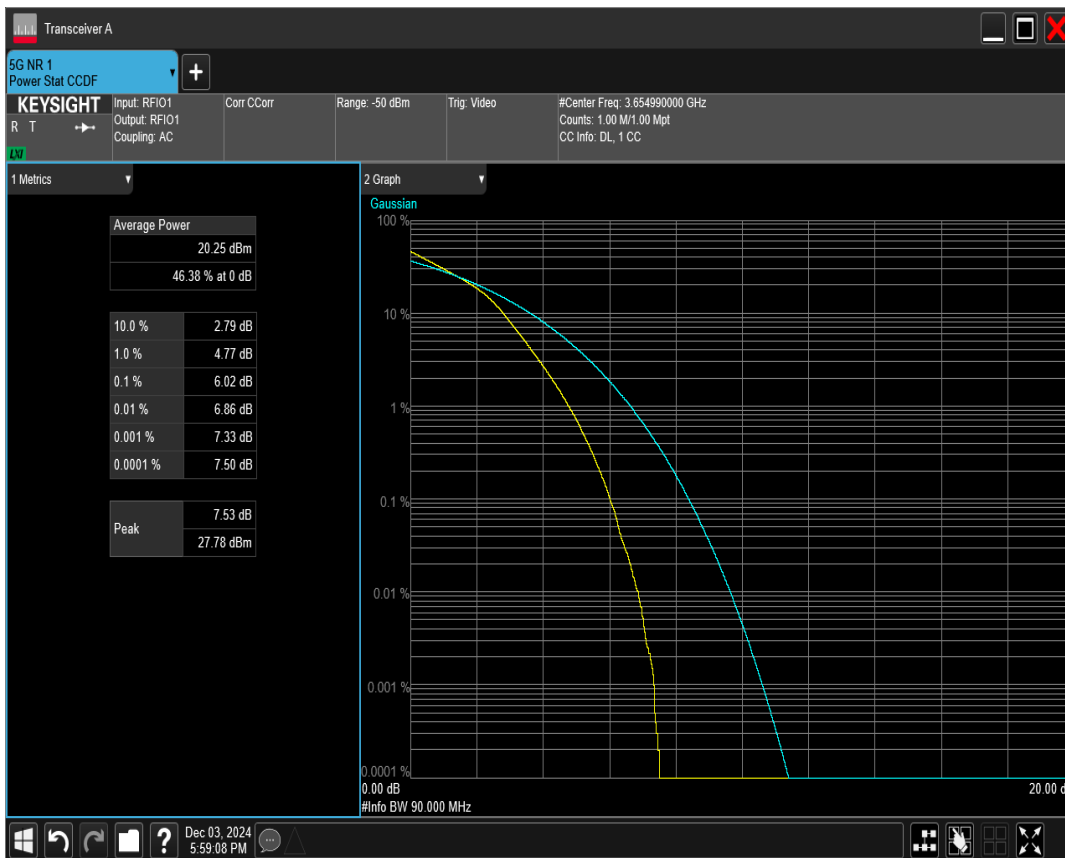 Transceiver A
5G NR 1
Power Stat CCDF
KEYSIGHT
R T
LXI
Input: RFIO1
Output: RFIO1
Coupling: AC
Corr CCorr
Range: -50 dBm
Trig: Video
#Center Freq: 3.654990000 GHz
Counts: 1.00 M/1.00 Mpt
CC Info: DL, 1 CC
1 Metrics
Average Power
20.25 dBm
46.38 % at 0 dB
10.0 % 2.79 dB
1.0 % 4.77 dB
0.1 % 6.02 dB
0.01 % 6.86 dB
0.001 % 7.33 dB
0.0001 % 7.50 dB
Peak
7.53 dB
27.78 dBm
2 Graph
Gaussian
100 %
10 %
1 %
0.1 %
0.01 %
0.001 %
0.0001 %
0.00 dB
20.00 d
#Info BW 90.000 MHz
?
Dec 03, 2024
5:59:08 PM